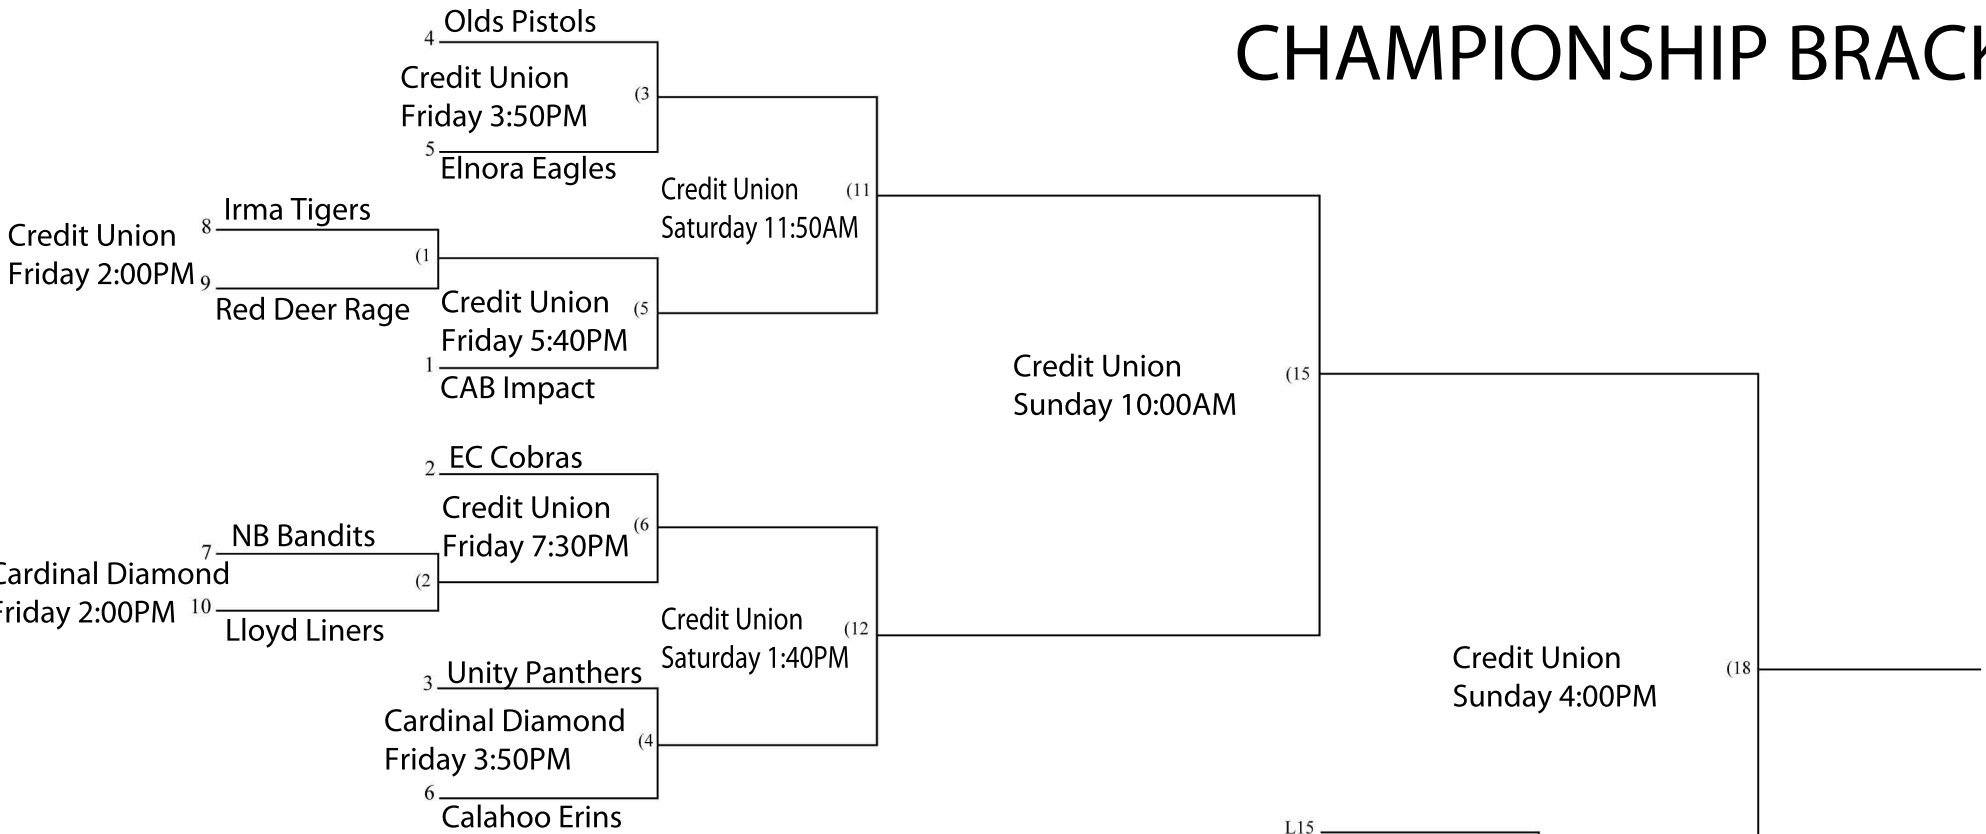 CHAMPIONSHIP BRACK
Olds Pistols
4
Credit Union
Friday 3:50PM
(3
5
Elnora Eagles
Credit Union
Saturday 11:50AM
(11
Irma Tigers
8
Credit Union
Friday 2:00PM
(1
9
Red Deer Rage
Credit Union
Friday 5:40PM
(5
1
CAB Impact
Credit Union
Sunday 10:00AM
(15
EC Cobras
2
Credit Union
Friday 7:30PM
(6
NB Bandits
7
Cardinal Diamond
Friday 2:00PM
(2
10
Lloyd Liners
Credit Union
Saturday 1:40PM
(12
Unity Panthers
3
Cardinal Diamond
Friday 3:50PM
(4
6
Calahoo Erins
Credit Union
Sunday 4:00PM
(18
L15